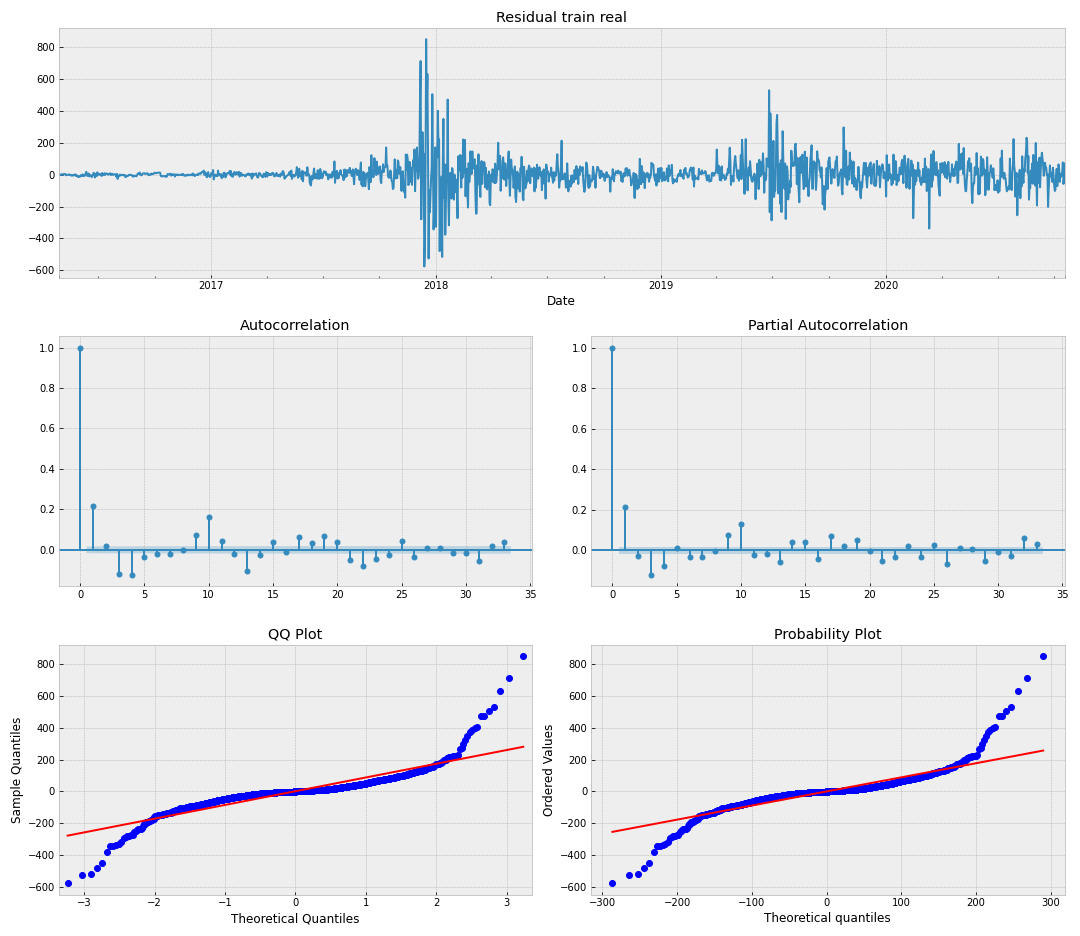 Residual train real
800
600
400
200
0
−200
−400
−600
2017 2018 2019 2020
Date
Autocorrelation
1.0
0.8
0.6
0.4
0.2
0.0
0 5 10 15 20 25 30 35
Partial Autocorrelation
1.0
0.8
0.6
0.4
0.2
0.0
0 5 10 15 20 25 30 35
QQ Plot
Sample Quantiles
800
600
400
200
0
−200
−400
−600
−3 −2 −1 0 1 2 3
Theoretical Quantiles
Probability Plot
Ordered Values
800
600
400
200
0
−200
−400
−600
−300 −200 −100 0 100 200 300
Theoretical quantiles